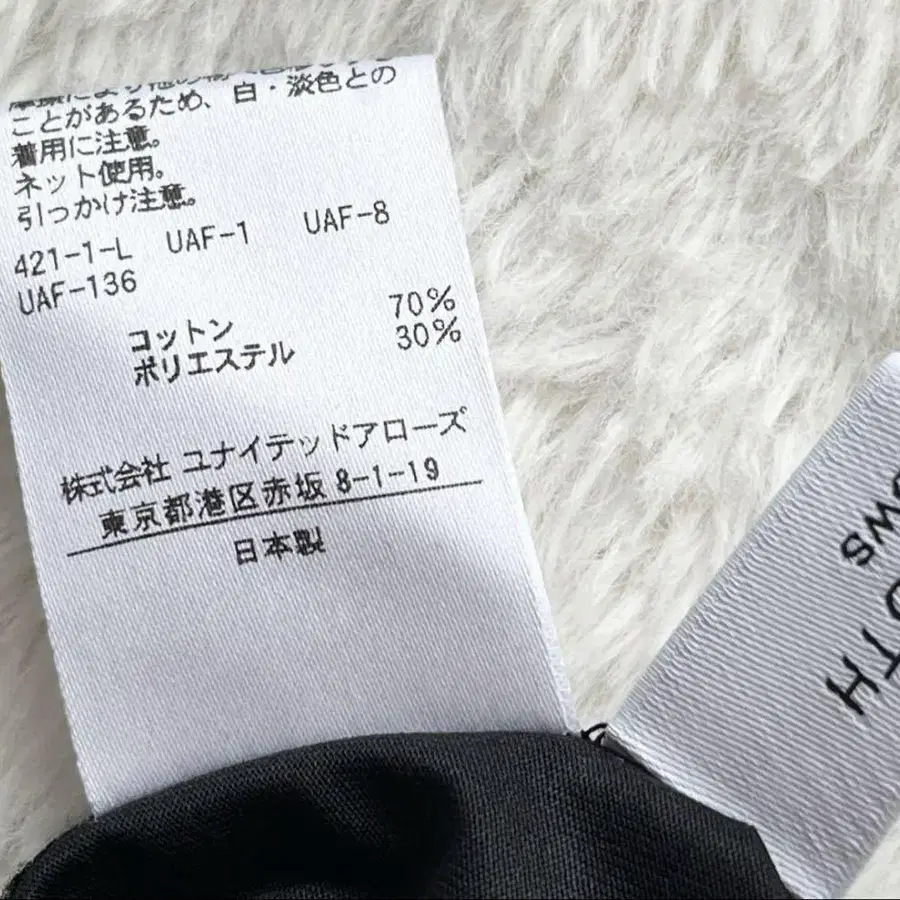 ことがあるため、白・淡色との
着用に注意。
ネット使用。
引っかけ注意。
421-1-L UAF-1 UAF-8
UAF-136
コットン 70%
ポリエステル 30%
株式会社 ユナイテッドアローズ
東京都港区赤坂 8-1-19
日本製
OWS
OTH